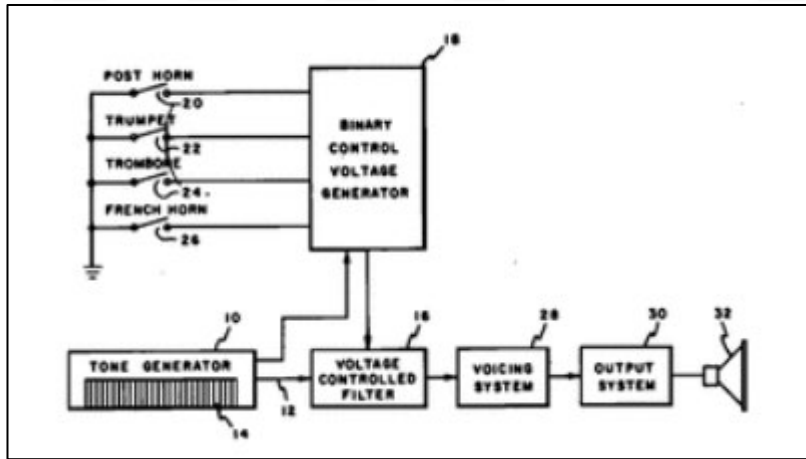 18
POST HORN
20
TRUMPET
22
TROMBONE
24
FRENCH HORN
26
BINARY
CONTROL
VOLTAGE
GENERATOR
10
TONE GENERATOR
14
12
16
VOLTAGE
CONTROLLED
FILTER
28
VOICING
SYSTEM
30
OUTPUT
SYSTEM
32